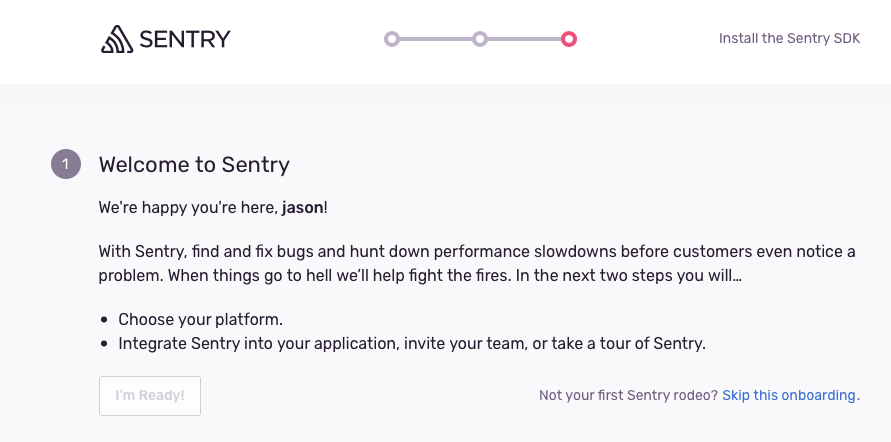 SENTRY
Install the Sentry SDK
1
Welcome to Sentry
We're happy you're here, jason!
With Sentry, find and fix bugs and hunt down performance slowdowns before customers even notice a
problem. When things go to hell we’ll help fight the fires. In the next two steps you will…
• Choose your platform.
• Integrate Sentry into your application, invite your team, or take a tour of Sentry.
I'm Ready!
Not your first Sentry rodeo? Skip this onboarding.